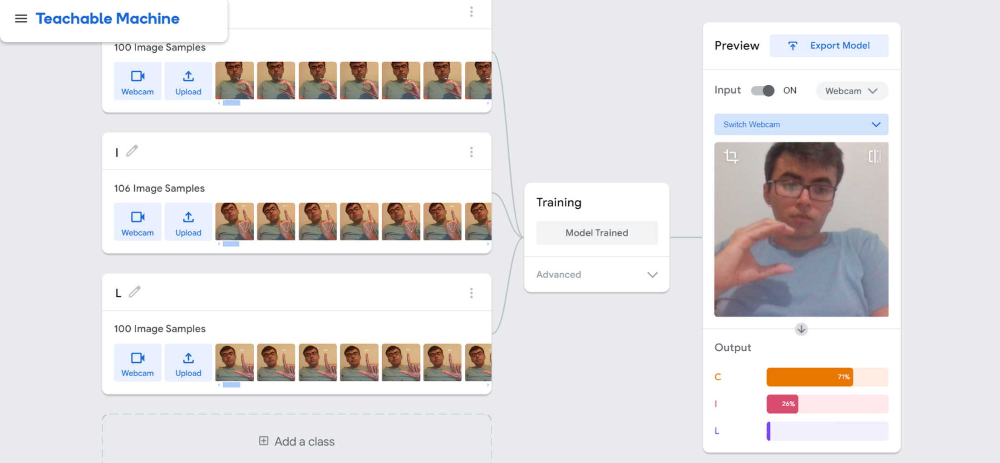 Teachable Machine
100 Image Samples
Webcam
Upload
I
106 Image Samples
Webcam
Upload
L
100 Image Samples
Webcam
Upload
Add a class
Training
Model Trained
Advanced
Preview
Export Model
Input
ON
Webcam
Switch Webcam
Output
C
71%
I
26%
L